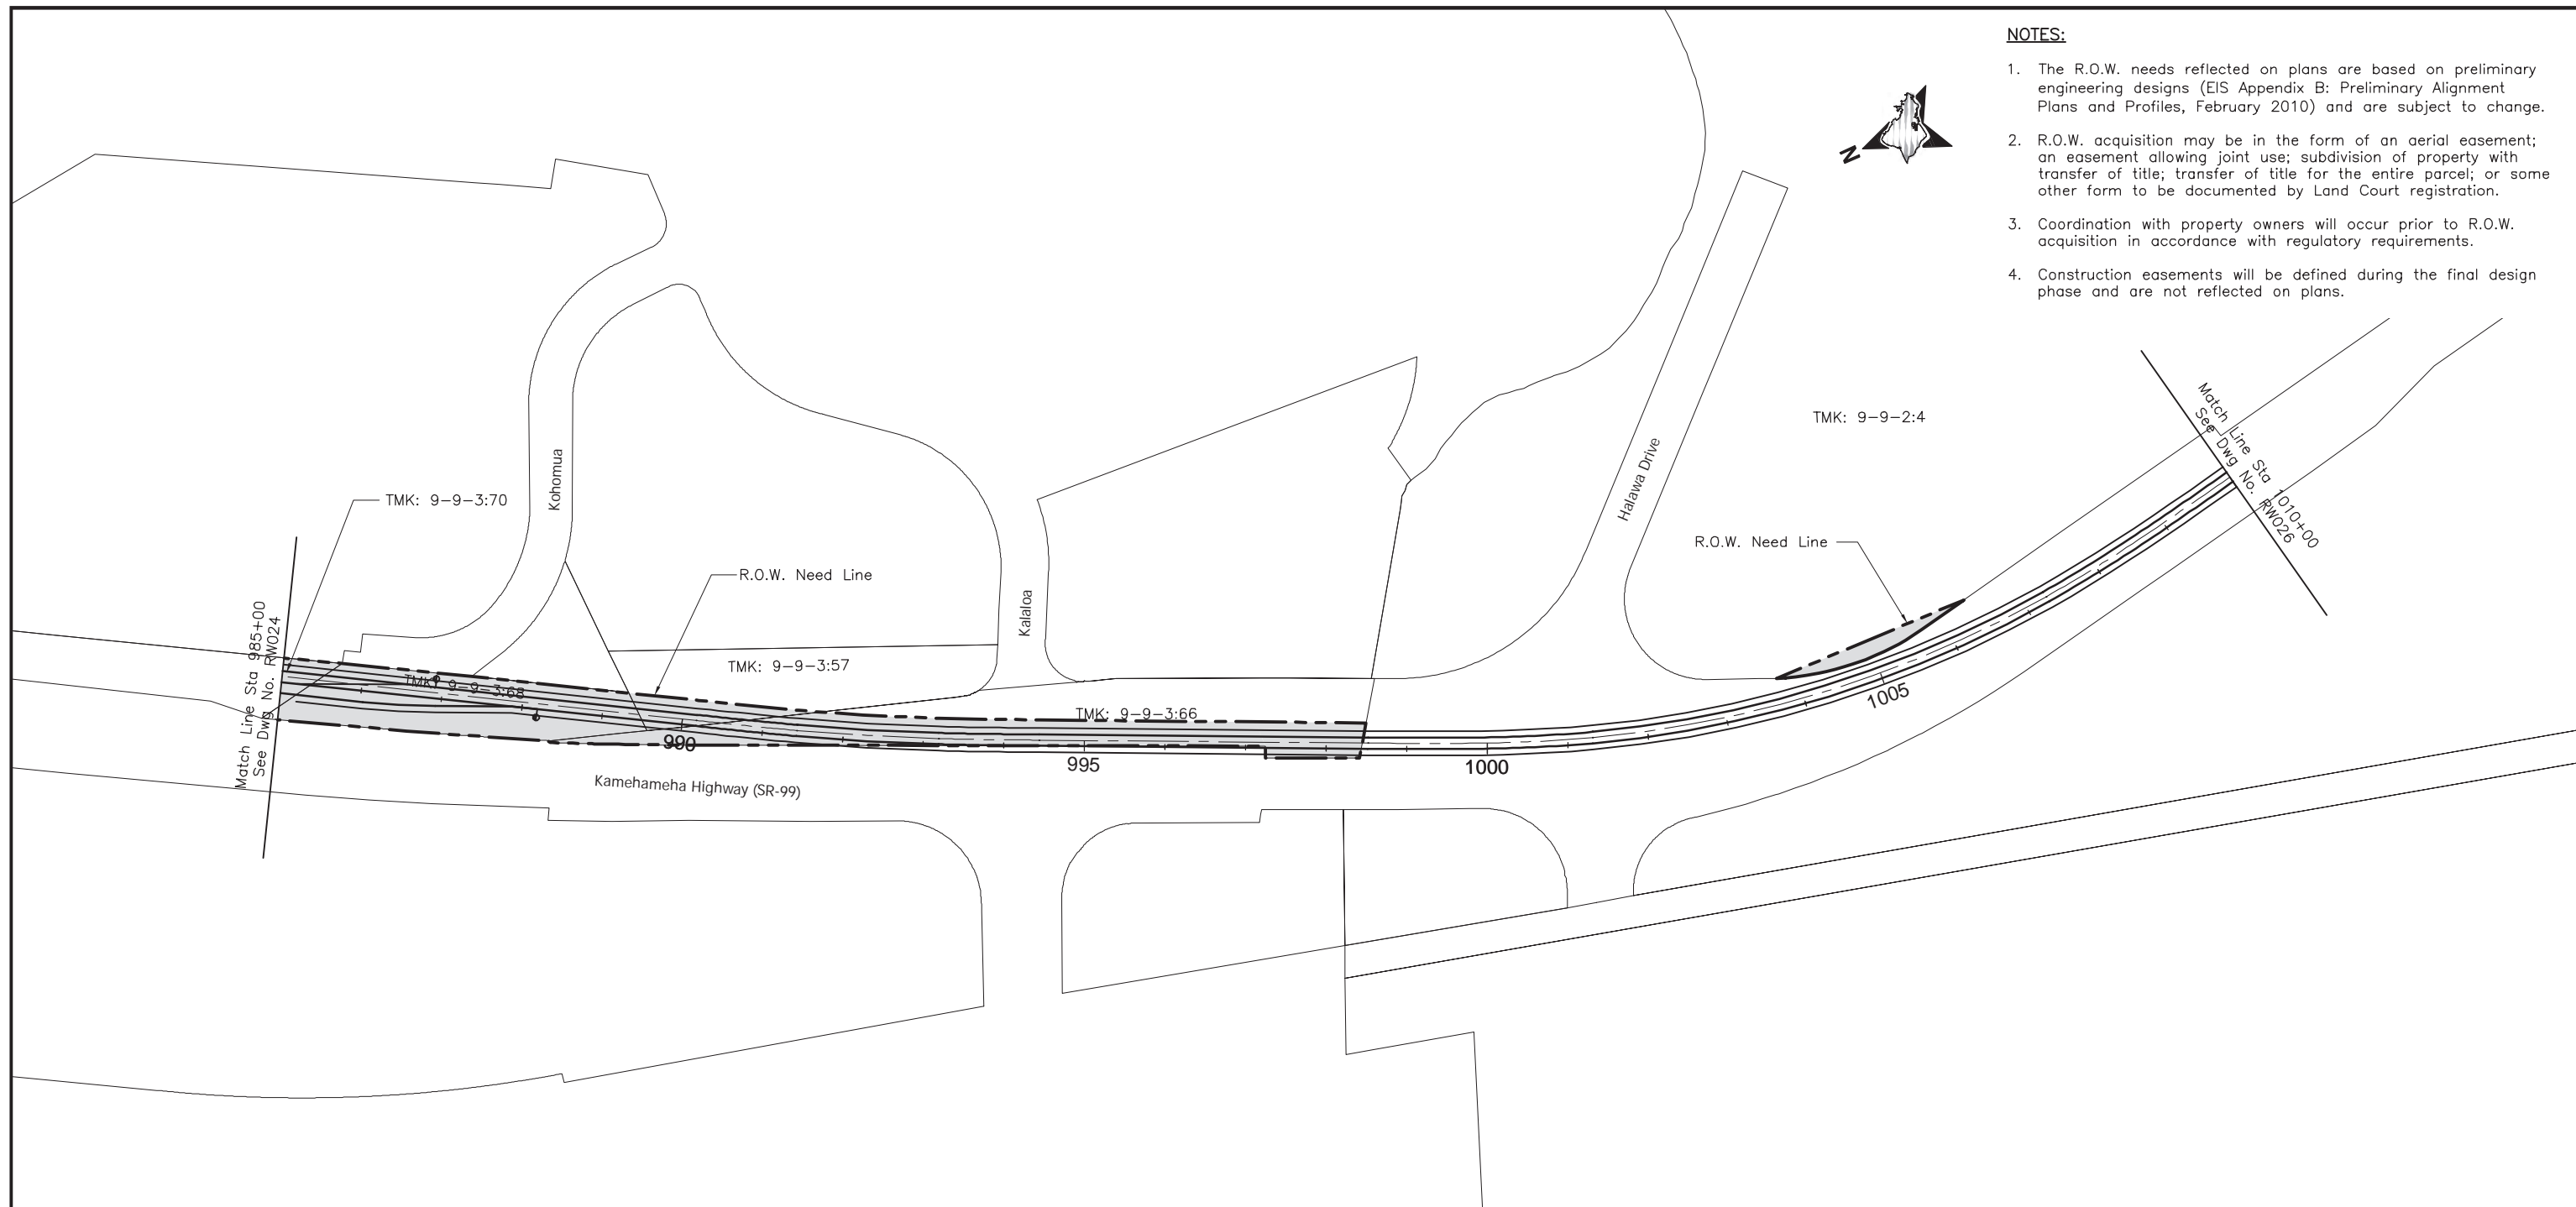 NOTES:
1. The R.O.W. needs reflected on plans are based on preliminary
engineering designs (EIS Appendix B: Preliminary Alignment
Plans and Profiles, February 2010) and are subject to change.
2. R.O.W. acquisition may be in the form of an aerial easement;
an easement allowing joint use; subdivision of property with
transfer of title; transfer of title for the entire parcel; or some
other form to be documented by Land Court registration.
3. Coordination with property owners will occur prior to R.O.W.
acquisition in accordance with regulatory requirements.
4. Construction easements will be defined during the final design
phase and are not reflected on plans.
N
TMK: 9-9-2:4
Match Line Sta 1010+00
See Dwg No. RW026
Halawa Drive
Kohomua
TMK: 9-9-3:70
R.O.W. Need Line
R.O.W. Need Line
Kalaloa
Match Line Sta 985+00
See Dwg No. RW024
TMK: 9-9-3:57
TMK: 9-9-3:68
TMK: 9-9-3:66
990
995
1000
1005
Kamehameha Highway (SR-99)